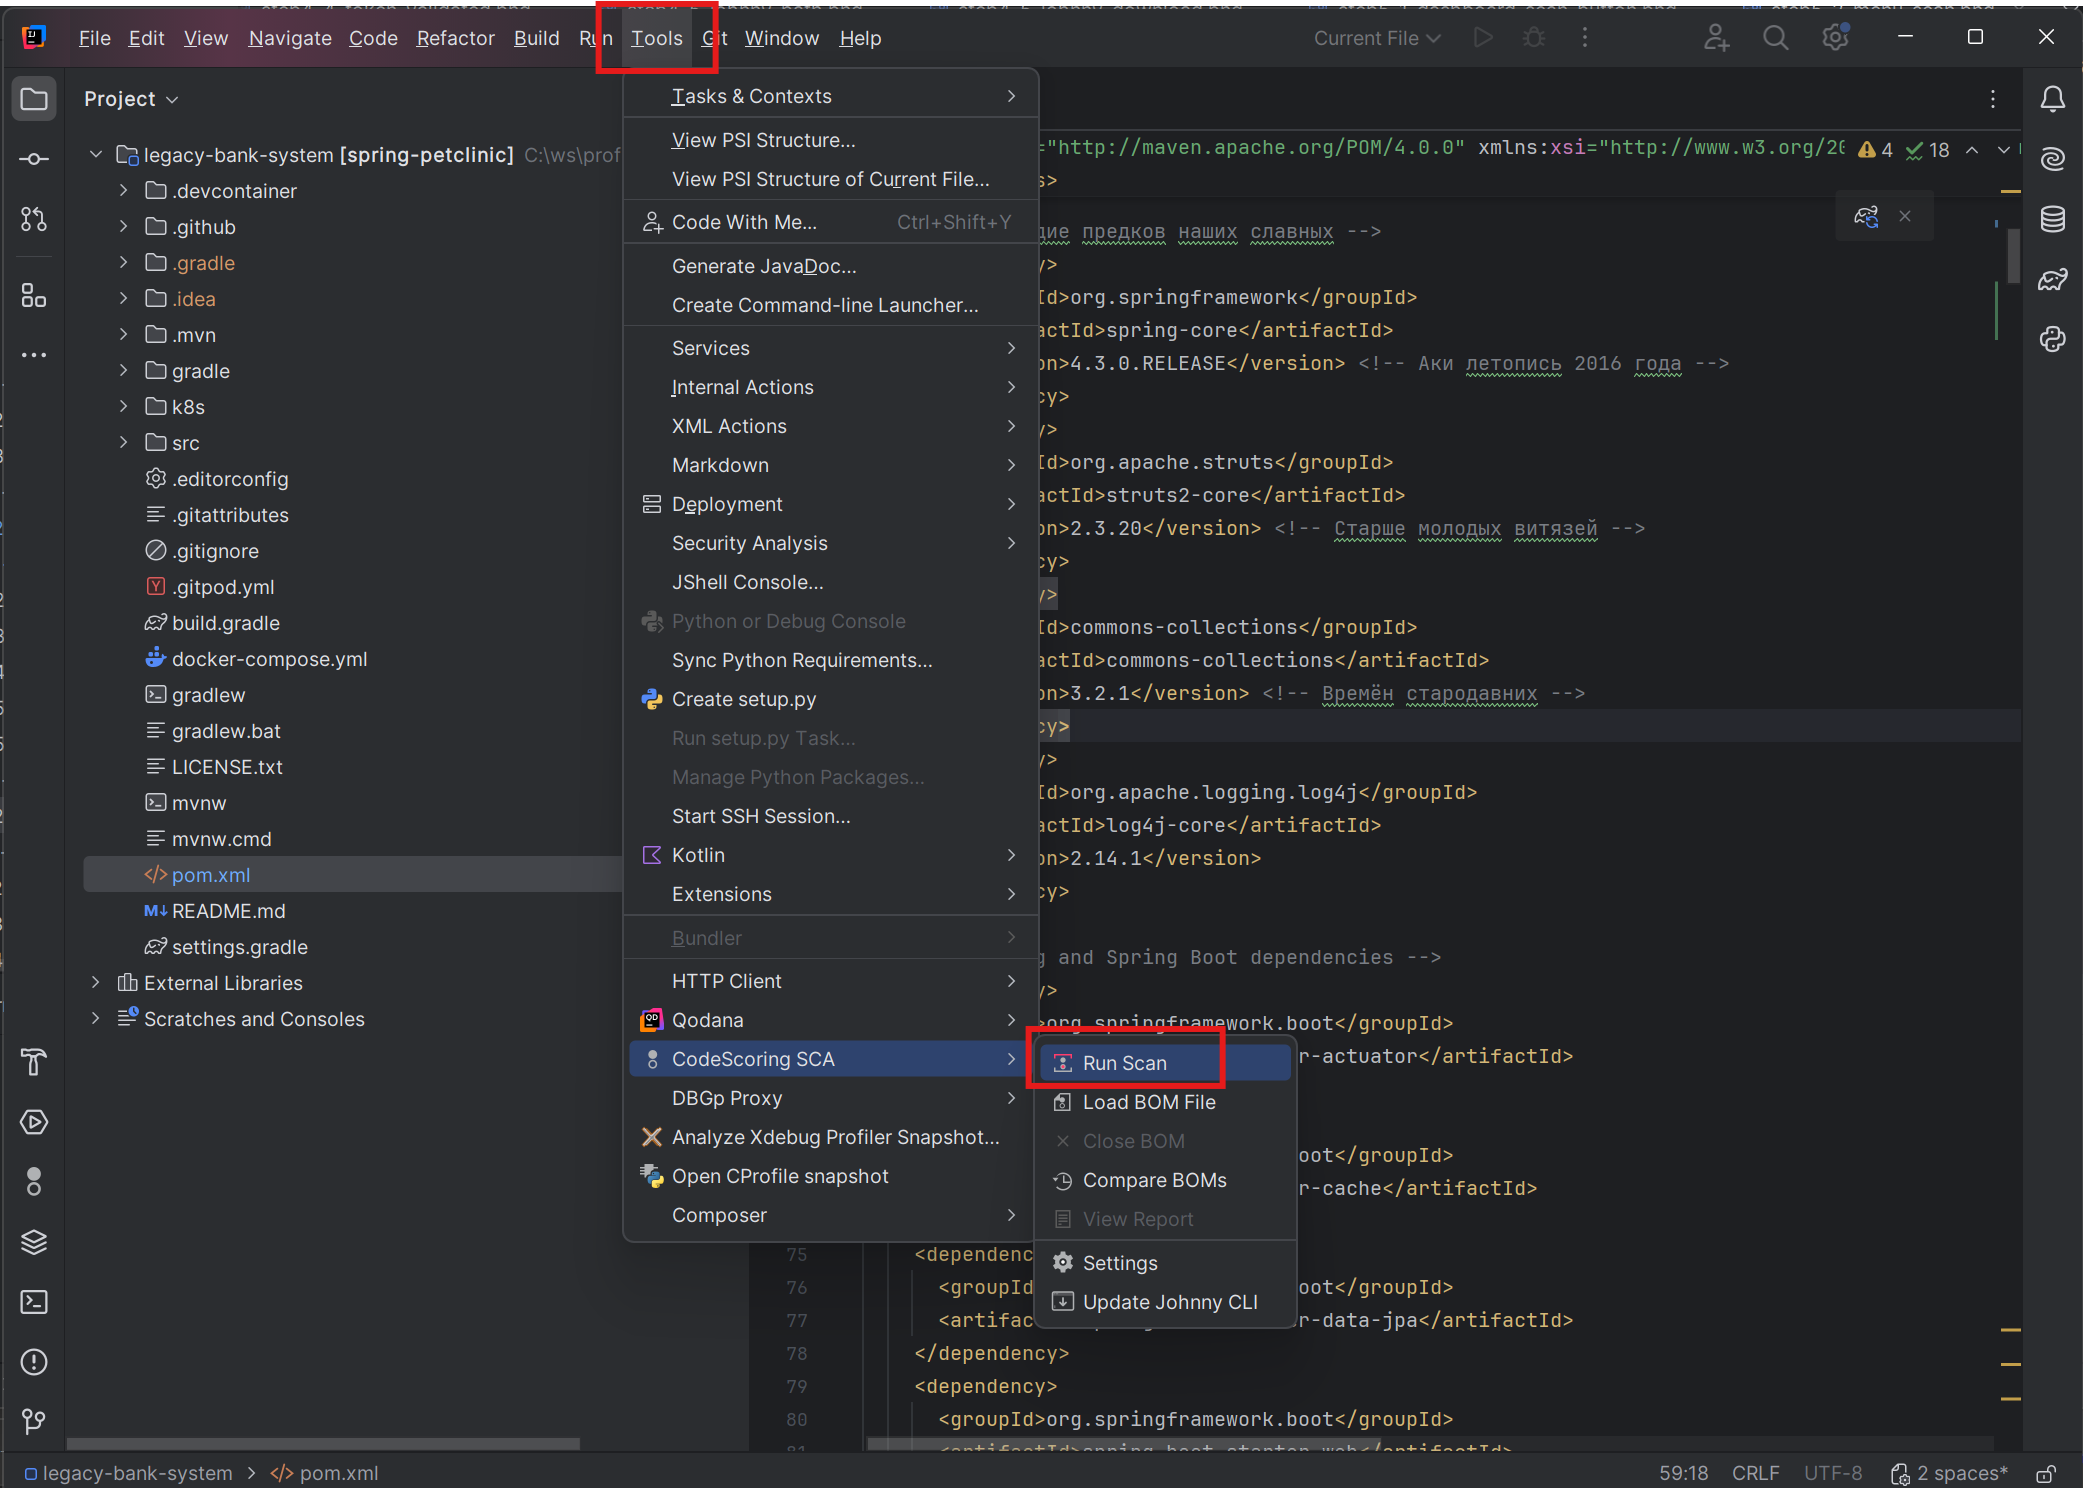 File Edit View Navigate Code Refactor Build Run Tools Git Window Help
Current File
Project
legacy-bank-system [spring-petclinic] C:\ws\prof
.devcontainer
.github
.gradle
.idea
.mvn
gradle
k8s
src
.editorconfig
.gitattributes
.gitignore
.gitpod.yml
build.gradle
docker-compose.yml
gradlew
gradlew.bat
LICENSE.txt
mvnw
mvnw.cmd
pom.xml
README.md
settings.gradle
External Libraries
Scratches and Consoles
Tasks & Contexts
View PSI Structure...
View PSI Structure of Current File...
Code With Me... Ctrl+Shift+Y
Generate JavaDoc...
Create Command-line Launcher...
Services
Internal Actions
XML Actions
Markdown
Deployment
Security Analysis
JShell Console...
Python or Debug Console
Sync Python Requirements...
Create setup.py
Run setup.py Task...
Manage Python Packages...
Start SSH Session...
Kotlin
Extensions
Bundler
HTTP Client
Qodana
CodeScoring SCA
DBGp Proxy
Analyze Xdebug Profiler Snapshot...
Open CProfile snapshot
Composer
Run Scan
Load BOM File
Close BOM
Compare BOMs
View Report
Settings
Update Johnny CLI
="http://maven.apache.org/POM/4.0.0" xmlns:xsi="http://www.w3.org/20
4 18
s>
предков наших славных -->
y>
Id>org.springframework</groupId>
actId>spring-core</artifactId>
on>4.3.0.RELEASE</version> <!-- Аки летопись 2016 года -->
cy>
y>
Id>org.apache.struts</groupId>
actId>struts2-core</artifactId>
on>2.3.20</version> <!-- Старше молодых витязей -->
cy>
y>
Id>commons-collections</groupId>
actId>commons-collections</artifactId>
on>3.2.1</version> <!-- Времён стародавних -->
cy>
y>
Id>org.apache.logging.log4j</groupId>
actId>log4j-core</artifactId>
on>2.14.1</version>
cy>
g and Spring Boot dependencies -->
y>
>org.springframework.boot</groupId>
r-actuator</artifactId>
oot</groupId>
r-cache</artifactId>
75 <dependenc
76 <groupId oot</groupId>
77 <artifac r-data-jpa</artifactId>
78 </dependency>
79 <dependency>
80 <groupId>org.springframework.boot</groupId>
81 <artifactId>spring-boot-starter-web</artifactId>
legacy-bank-system > pom.xml
59:18 CRLF UTF-8 2 spaces*